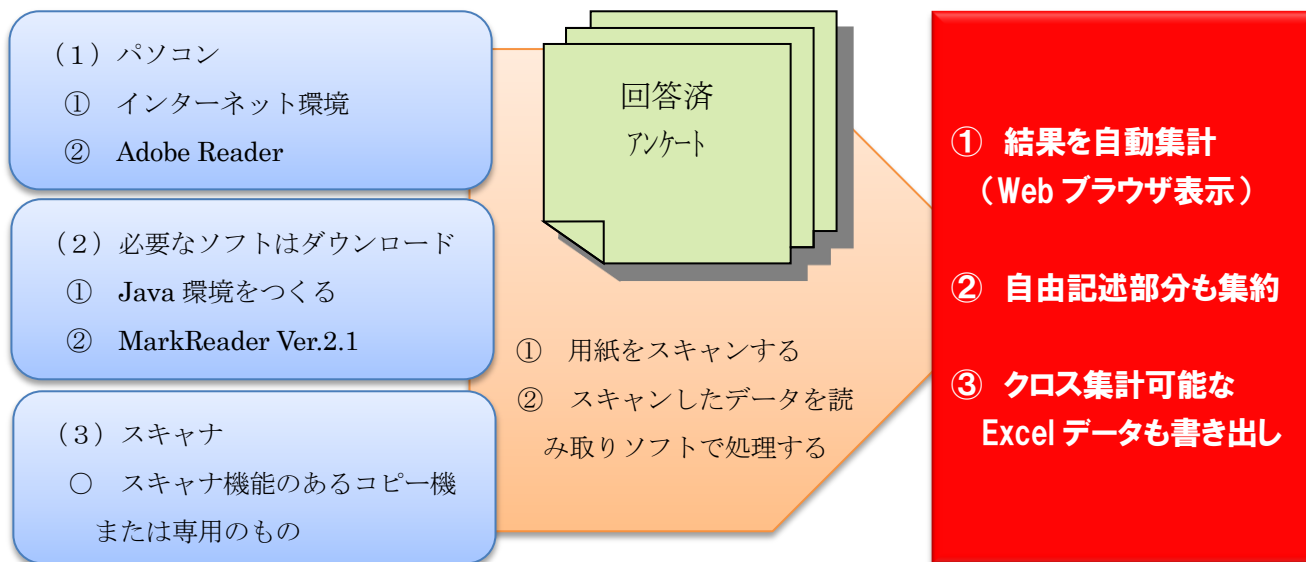 （１）パソコン
① インターネット環境
② Adobe Reader
（２）必要なソフトはダウンロード
① Java 環境をつくる
② MarkReader Ver.2.1
（３）スキャナ
○ スキャナ機能のあるコピー機
または専用のもの
回答済
アンケート
① 用紙をスキャンする
② スキャンしたデータを読
み取りソフトで処理する
① 結果を自動集計
（Web ブラウザ表示）
② 自由記述部分も集約
③ クロス集計可能な
Excel データも書き出し